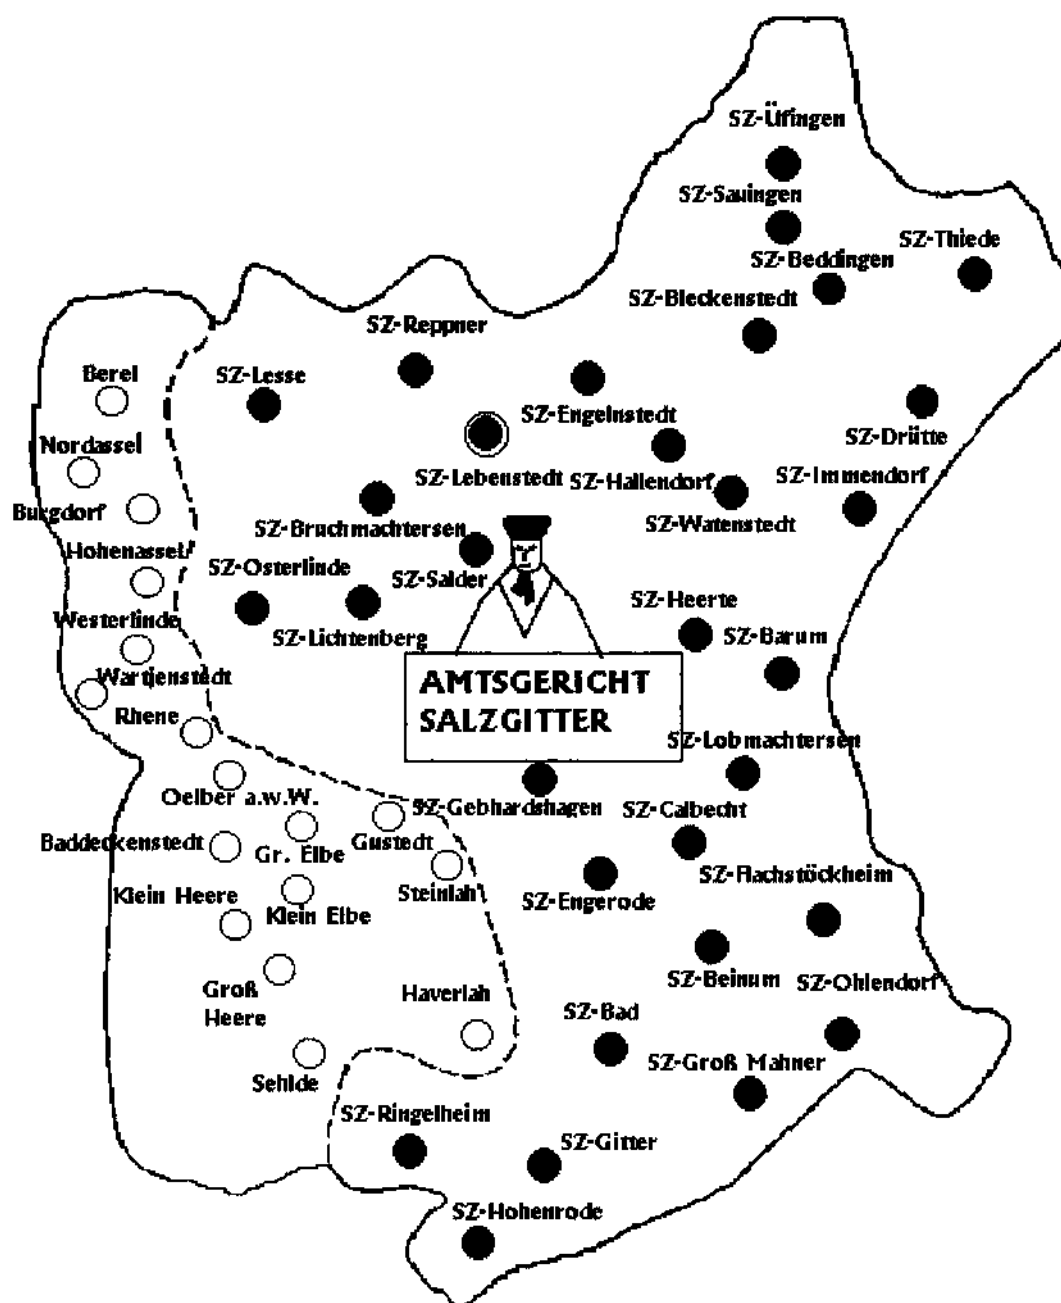 SZ-Üfingen
SZ-Sauingen
SZ-Thiede
SZ-Beddingen
SZ-Bleckenstedt
SZ-Reppner
Berel
SZ-Lesse
SZ-Engelnstedt
SZ-Drütte
Nordassel
SZ-Lebenstedt
SZ-Hallendorf
SZ-Immendorf
Burgdorf
SZ-Bruchmachtersen
SZ-Watenstedt
Hohenassel
SZ-Osterlinde
SZ-Salder
SZ-Heerte
Westerlinde
SZ-Lichtenberg
SZ-Barum
Wartjenstedt
AMTSGERICHT
SALZGITTER
Rhene
SZ-Lobmachtersen
Oelber a.w.W.
SZ-Gebhardshagen
SZ-Calbecht
Baddeckenstedt
Gr. Elbe
Gustedt
SZ-Flachstöckheim
Klein Heere
Steinlah
SZ-Engerode
Klein Elbe
SZ-Beinum
SZ-Ohlendorf
Groß
Heere
Haverlah
SZ-Bad
SZ-Groß Mahner
Sehlde
SZ-Ringelheim
SZ-Gitter
SZ-Hohenrode